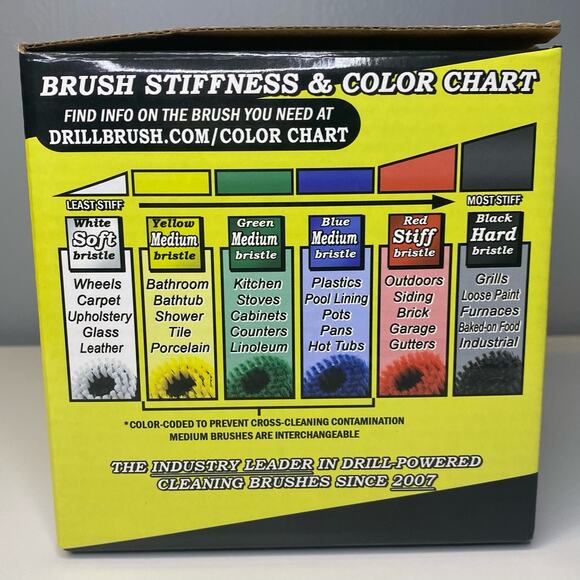 BRUSH STIFFNESS & COLOR CHART
FIND INFO ON THE BRUSH YOU NEED AT
DRILLBRUSH.COM/COLOR CHART
LEAST STIFF
MOST STIFF
White
Soft
bristle
Wheels
Carpet
Upholstery
Glass
Leather
Yellow
Medium
bristle
Bathroom
Bathtub
Shower
Tile
Porcelain
Green
Medium
bristle
Kitchen
Stoves
Cabinets
Counters
Linoleum
Blue
Medium
bristle
Plastics
Pool Lining
Pots
Pans
Hot Tubs
Red
Stiff
bristle
Outdoors
Siding
Brick
Garage
Gutters
Black
Hard
bristle
Grills
Loose Paint
Furnaces
Baked-on Food
Industrial
*COLOR-CODED TO PREVENT CROSS-CLEANING CONTAMINATION
MEDIUM BRUSHES ARE INTERCHANGEABLE
THE INDUSTRY LEADER IN DRILL-POWERED
CLEANING BRUSHES SINCE 2007